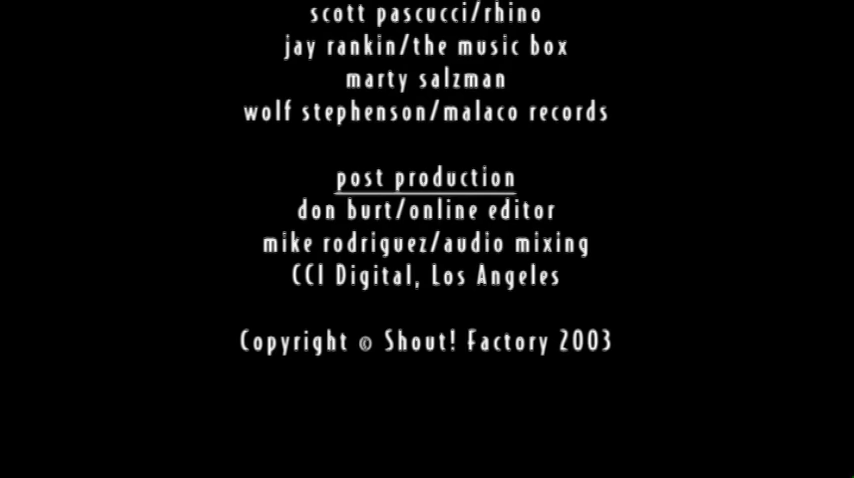 scott pascucci/rhino
jay rankin/the music box
marty salzman
wolf stephenson/malaco records
post production
don burt/online editor
mike rodriguez/audio mixing
CCI Digital, Los Angeles
Copyright © Shout! Factory 2003